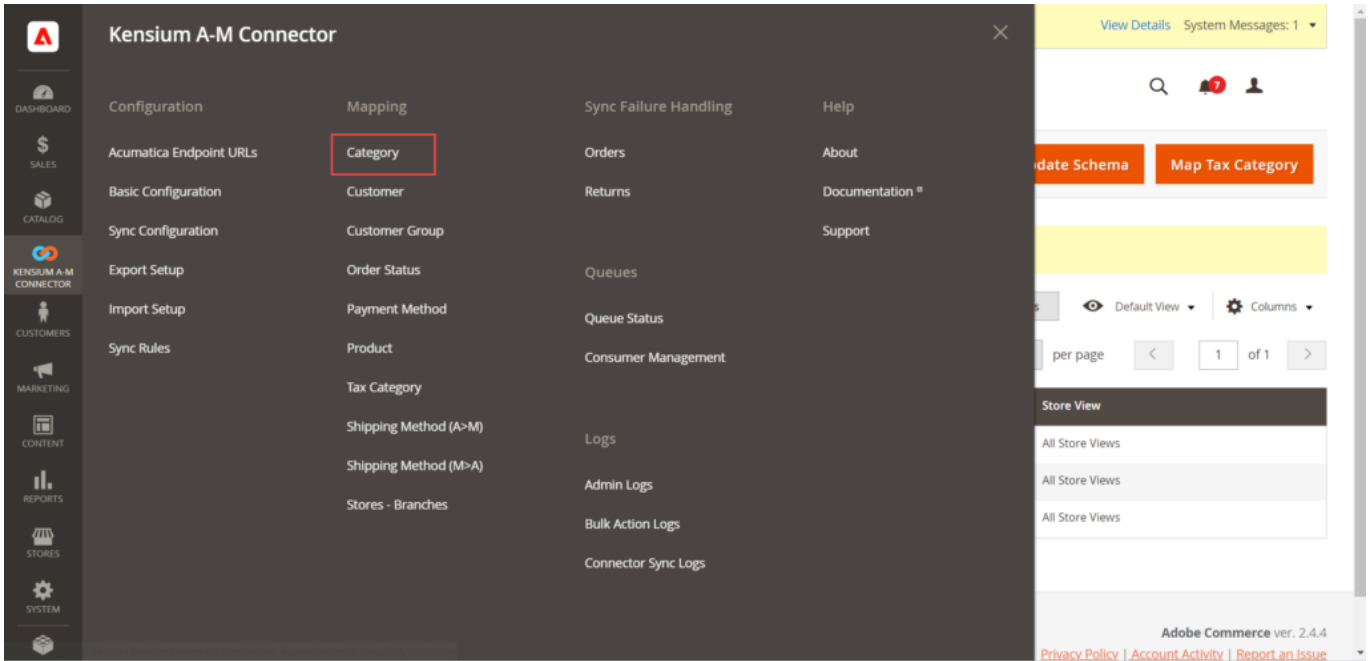 DASHBOARD
SALES
CATALOG
KENSIUM A-M
CONNECTOR
CUSTOMERS
MARKETING
CONTENT
REPORTS
STORES
SYSTEM
Kensium A-M Connector
Configuration
Acumatica Endpoint URLs
Basic Configuration
Sync Configuration
Export Setup
Import Setup
Sync Rules
Mapping
Category
Customer
Customer Group
Order Status
Payment Method
Product
Tax Category
Shipping Method (A>M)
Shipping Method (M>A)
Stores - Branches
Sync Failure Handling
Orders
Returns
Queues
Queue Status
Consumer Management
Logs
Admin Logs
Bulk Action Logs
Connector Sync Logs
Help
About
Documentation
Support
View Details System Messages: 1
7
date Schema Map Tax Category
s Default View Columns
per page 1 of 1
Store View
All Store Views
All Store Views
All Store Views
Adobe Commerce ver. 2.4.4
Privacy Policy | Account Activity | Report an Issue